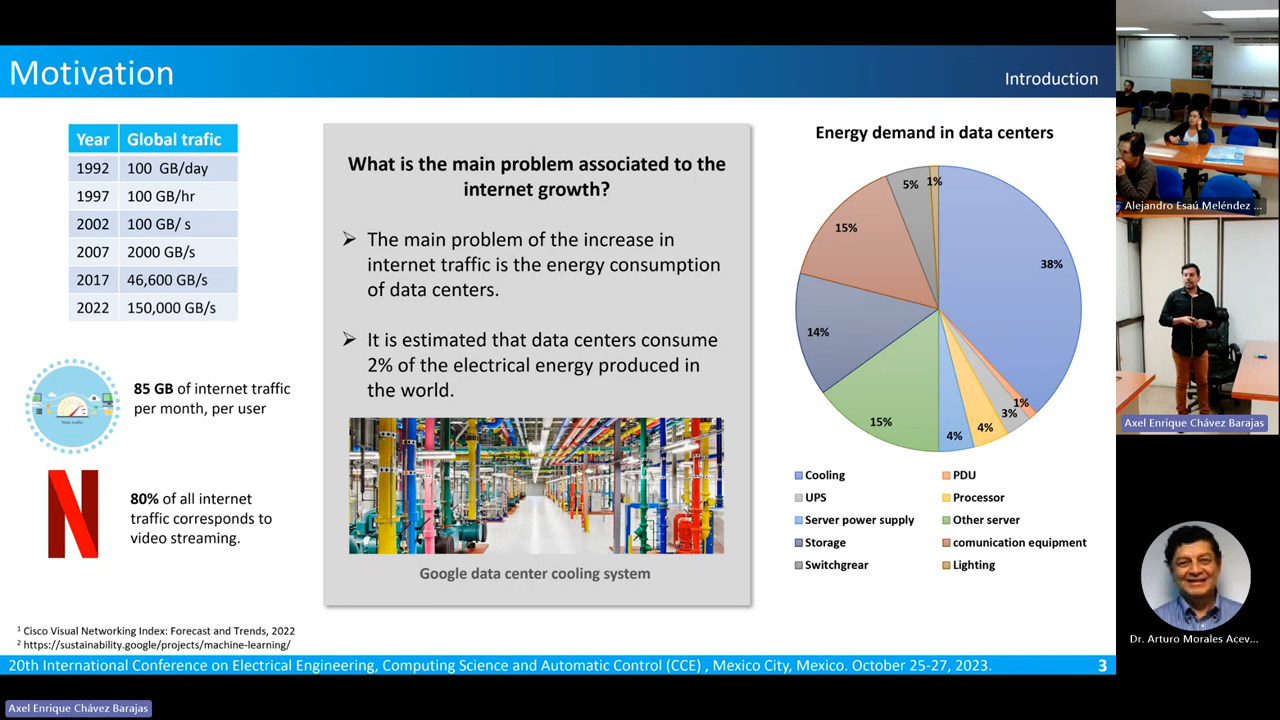 Motivation
Introduction
Year Global trafic
1992 100 GB/day
1997 100 GB/hr
2002 100 GB/ s
2007 2000 GB/s
2017 46,600 GB/s
2022 150,000 GB/s
85 GB of internet traffic
per month, per user
80% of all internet
traffic corresponds to
video streaming.
What is the main problem associated to the
internet growth?
The main problem of the increase in
internet traffic is the energy consumption
of data centers.
It is estimated that data centers consume
2% of the electrical energy produced in
the world.
Google data center cooling system
Energy demand in data centers
5%
1%
15%
38%
14%
1%
3%
15%
4%
4%
Cooling
PDU
UPS
Processor
Server power supply
Other server
Storage
comunication equipment
Switchgear
Lighting
1 Cisco Visual Networking Index: Forecast and Trends, 2022
2 https://sustainability.google/projects/machine-learning/
20th International Conference on Electrical Engineering, Computing Science and Automatic Control (CCE) , Mexico City, Mexico. October 25-27, 2023.
3
Alejandro Esaú Meléndez ...
Axel Enrique Chávez Barajas
Dr. Arturo Morales Acev...
Axel Enrique Chávez Barajas